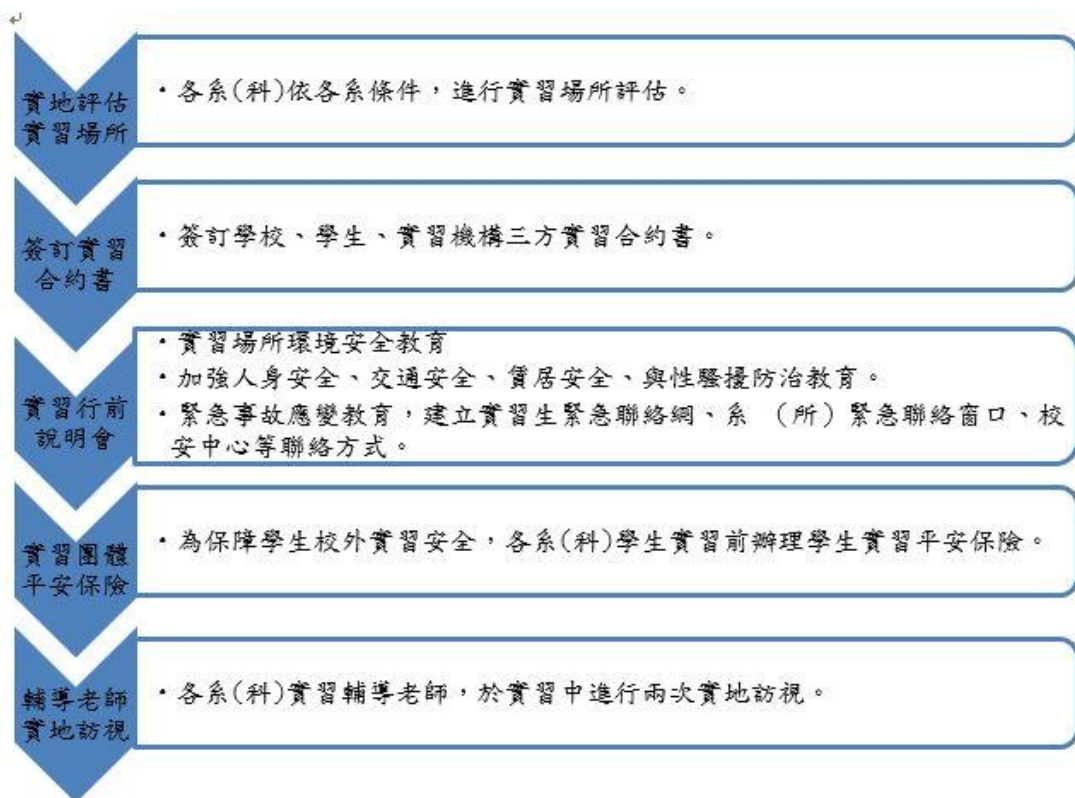 實地評估
實習場所
・各系(科)依各系條件，進行實習場所評估。
簽訂實習
合約書
・簽訂學校、學生、實習機構三方實習合約書。
實習行前
說明會
・實習場所環境安全教育
・加強人身安全、交通安全、賃居安全、與性騷擾防治教育。
・緊急事故應變教育，建立實習生緊急聯絡網、系 （所）緊急聯絡窗口、校
安中心等聯絡方式。
實習團體
平安保險
・為保障學生校外實習安全，各系(科)學生實習前辦理學生實習平安保險。
輔導老師
實地訪視
・各系(科)實習輔導老師，於實習中進行兩次實地訪視。